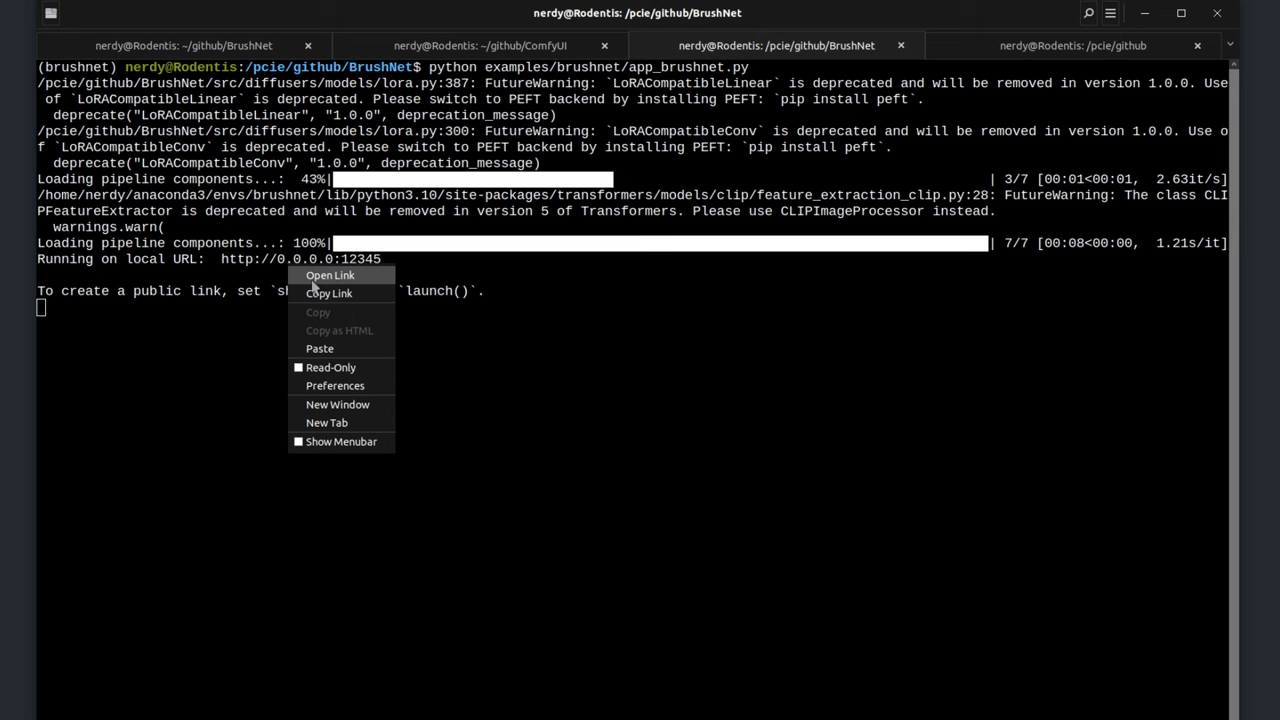 nerdy@Rodentis: /pcie/github/BrushNet
nerdy@Rodentis: ~/github/BrushNet
nerdy@Rodentis: ~/github/ComfyUI
nerdy@Rodentis: /pcie/github/BrushNet
nerdy@Rodentis: /pcie/github
(brushnet) nerdy@Rodentis:/pcie/github/BrushNet$ python examples/brushnet/app_brushnet.py
/pcie/github/BrushNet/src/diffusers/models/lora.py:387: FutureWarning: `LoRACompatibleLinear` is deprecated and will be removed in version 1.0.0. Use
 of `LoRACompatibleLinear` is deprecated. Please switch to PEFT backend by installing PEFT: `pip install peft`.
  deprecate("LoRACompatibleLinear", "1.0.0", deprecation_message)
/pcie/github/BrushNet/src/diffusers/models/lora.py:300: FutureWarning: `LoRACompatibleConv` is deprecated and will be removed in version 1.0.0. Use o
f `LoRACompatibleConv` is deprecated. Please switch to PEFT backend by installing PEFT: `pip install peft`.
  deprecate("LoRACompatibleConv", "1.0.0", deprecation_message)
Loading pipeline components...:  43%| | 3/7 [00:01<00:01,  2.63it/s]
/home/nerdy/anaconda3/envs/brushnet/lib/python3.10/site-packages/transformers/models/clip/feature_extraction_clip.py:28: FutureWarning: The class CLI
PFeatureExtractor is deprecated and will be removed in version 5 of Transformers. Please use CLIPImageProcessor instead.
  warnings.warn(
Loading pipeline components...: 100%| | 7/7 [00:08<00:00,  1.21s/it]
Running on local URL:  http://0.0.0.0:12345
To create a public link, set `sh `launch()`.
Open Link
Copy Link
Copy
Copy as HTML
Paste
Read-Only
Preferences
New Window
New Tab
Show Menubar